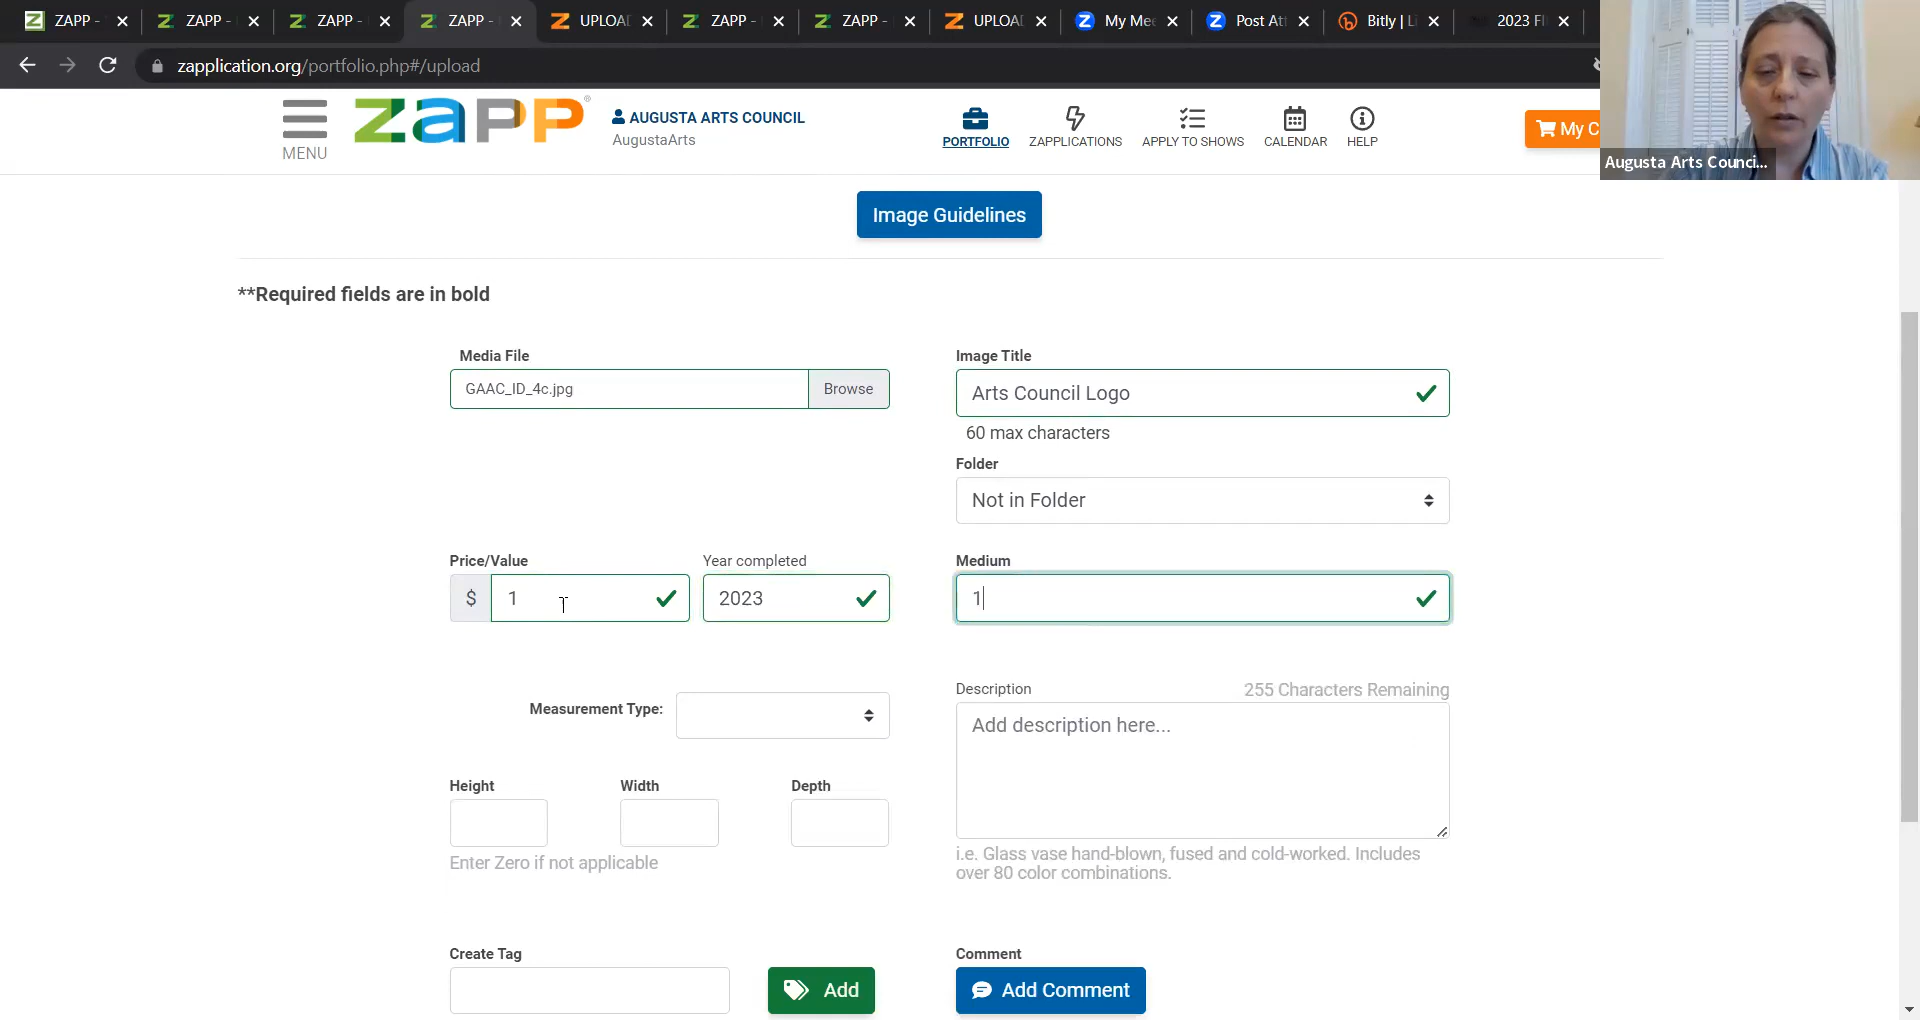 ZAPP -
ZAPP -
ZAPP -
ZAPP -
UPLOA
ZAPP -
ZAPP -
UPLOA
My Me
Post At
Bitly | L
2023 FI
zapplication.org/portfolio.php#/upload
MENU
zapp®
AUGUSTA ARTS COUNCIL
AugustaArts
PORTFOLIO
ZAPPLICATIONS
APPLY TO SHOWS
CALENDAR
HELP
My C
Augusta Arts Counci...
Image Guidelines
**Required fields are in bold
Media File
GAAC_ID_4c.jpg
Browse
Image Title
Arts Council Logo
60 max characters
Folder
Not in Folder
Price/Value
$ 1
Year completed
2023
Medium
1
Measurement Type:
Description
255 Characters Remaining
Add description here...
Height
Width
Depth
Enter Zero if not applicable
i.e. Glass vase hand-blown, fused and cold-worked. Includes
over 80 color combinations.
Create Tag
Add
Comment
Add Comment